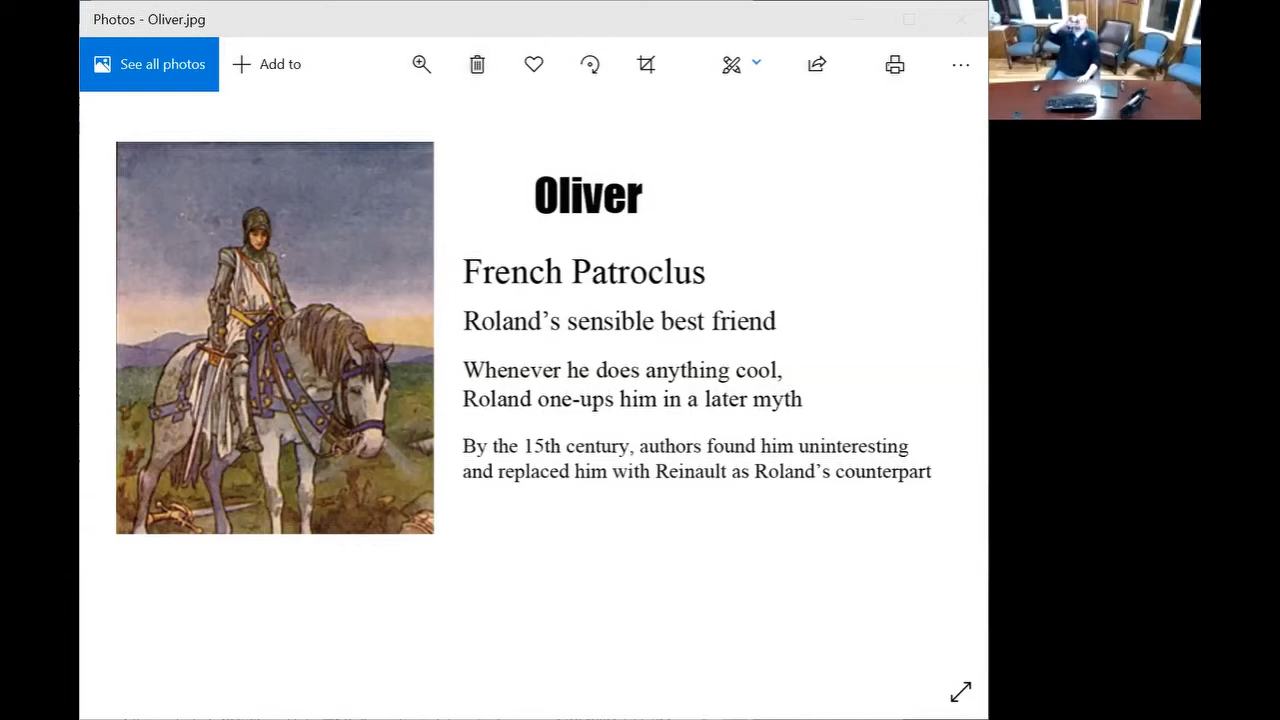 Photos - Oliver.jpg
See all photos
Add to
Oliver
French Patroclus
Roland's sensible best friend
Whenever he does anything cool,
Roland one-ups him in a later myth
By the 15th century, authors found him uninteresting
and replaced him with Reinault as Roland's counterpart